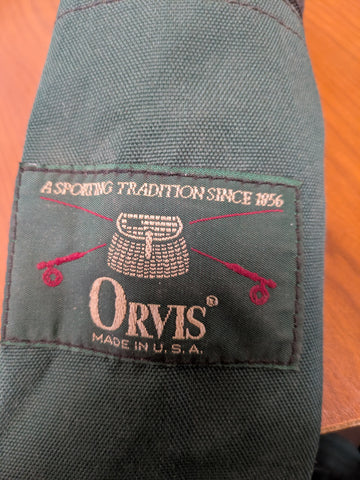 A SPORTING TRADITION SINCE 1856
ORVIS®
MADE IN U.S.A.